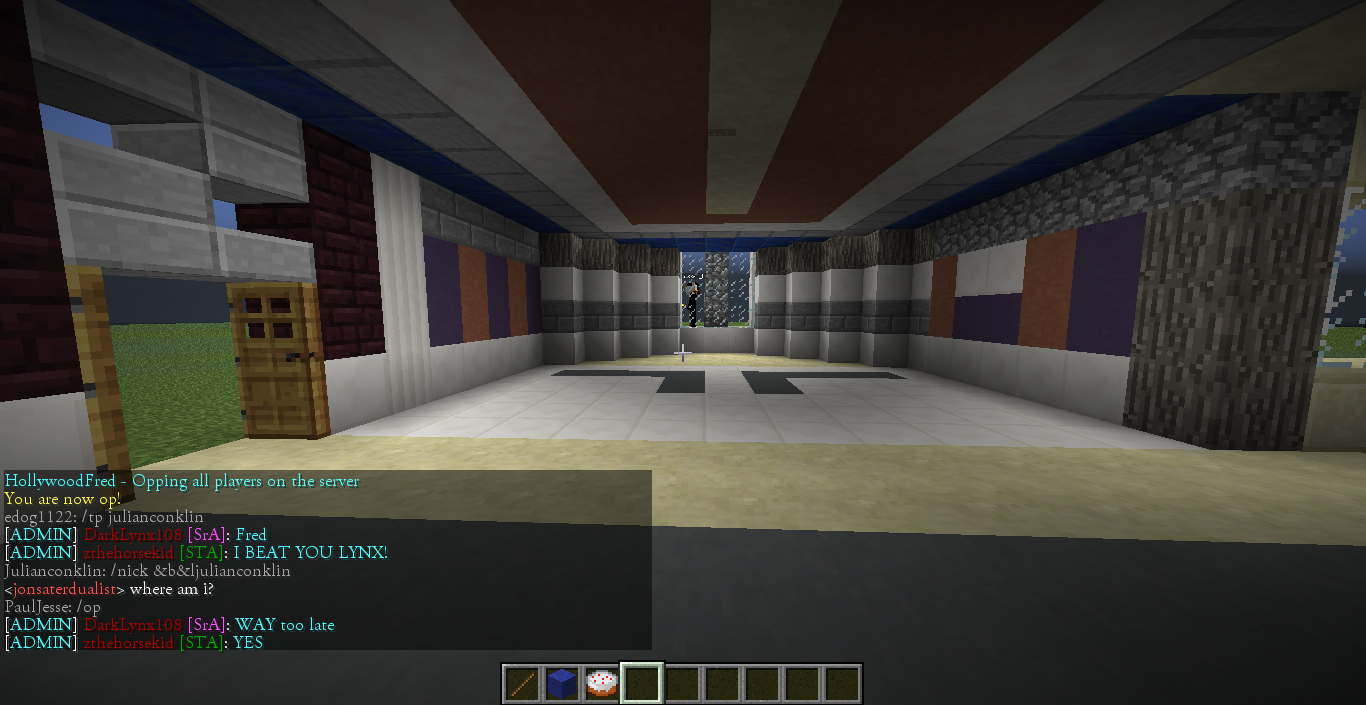 HollywoodFred - Opping all players on the server
You are now op!
edog1122: /tp julianconklin
[ADMIN] DarkLynx108 [SrA]: Fred
[ADMIN] zthehorsekid [STA]: I BEAT YOU LYNX!
Julianconklin: /nick &b&ljulianconklin
<jonsaterdualist> where am i?
PaulJesse: /op
[ADMIN] DarkLynx108 [SrA]: WAY too late
[ADMIN] zthehorsekid [STA]: YES